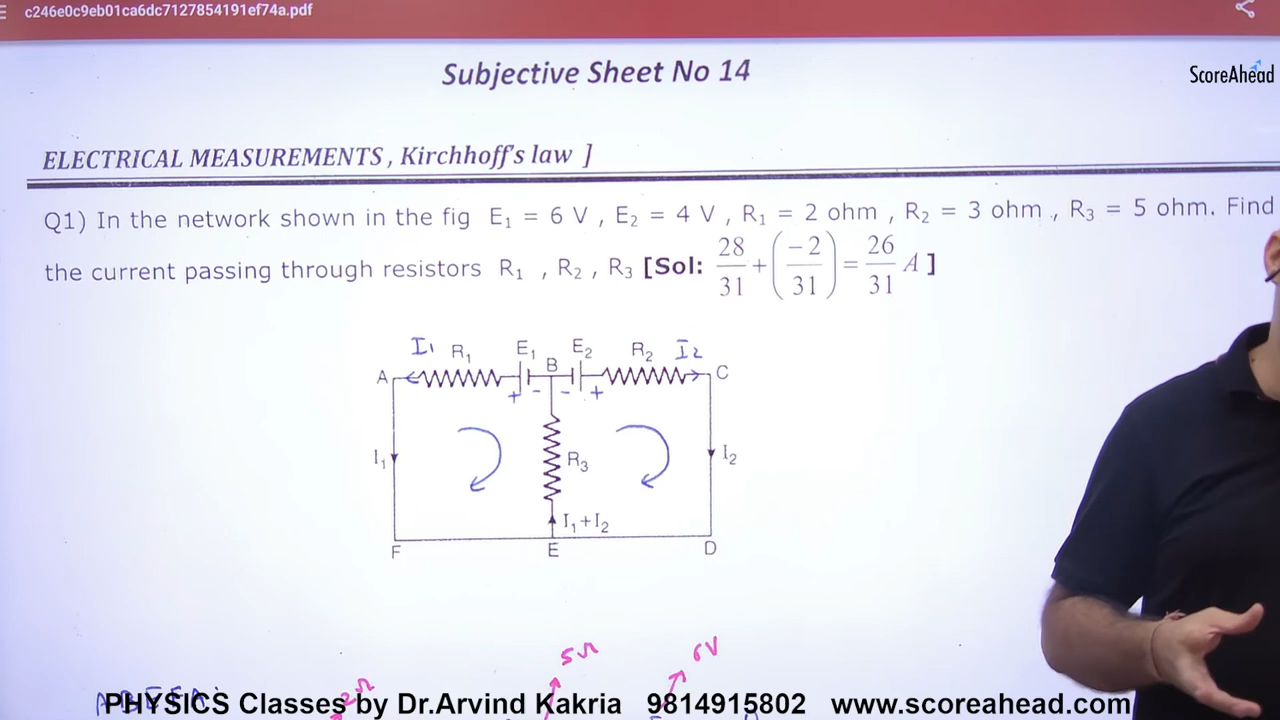 c246e0c9eb01ca6dc7127854191ef74a.pdf
Subjective Sheet No 14
ScoreAhead
ELECTRICAL MEASUREMENTS , Kirchhoff's law ]
Q1) In the network shown in the fig E₁ = 6 V , E₂ = 4 V , R₁ = 2 ohm , R₂ = 3 ohm , R₃ = 5 ohm. Find
the current passing through resistors R₁ , R₂ , R₃ [Sol: 28/31 + (-2/31) = 26/31 A ]
I₁ R₁ E₁ B E₂ R₂ I₂
A C
+ - - +
I₁ R₃ I₂
I₁+I₂
F E D
5Ω 6V
2Ω
PHYSICS Classes by Dr.Arvind Kakria 9814915802 www.scoreahead.com